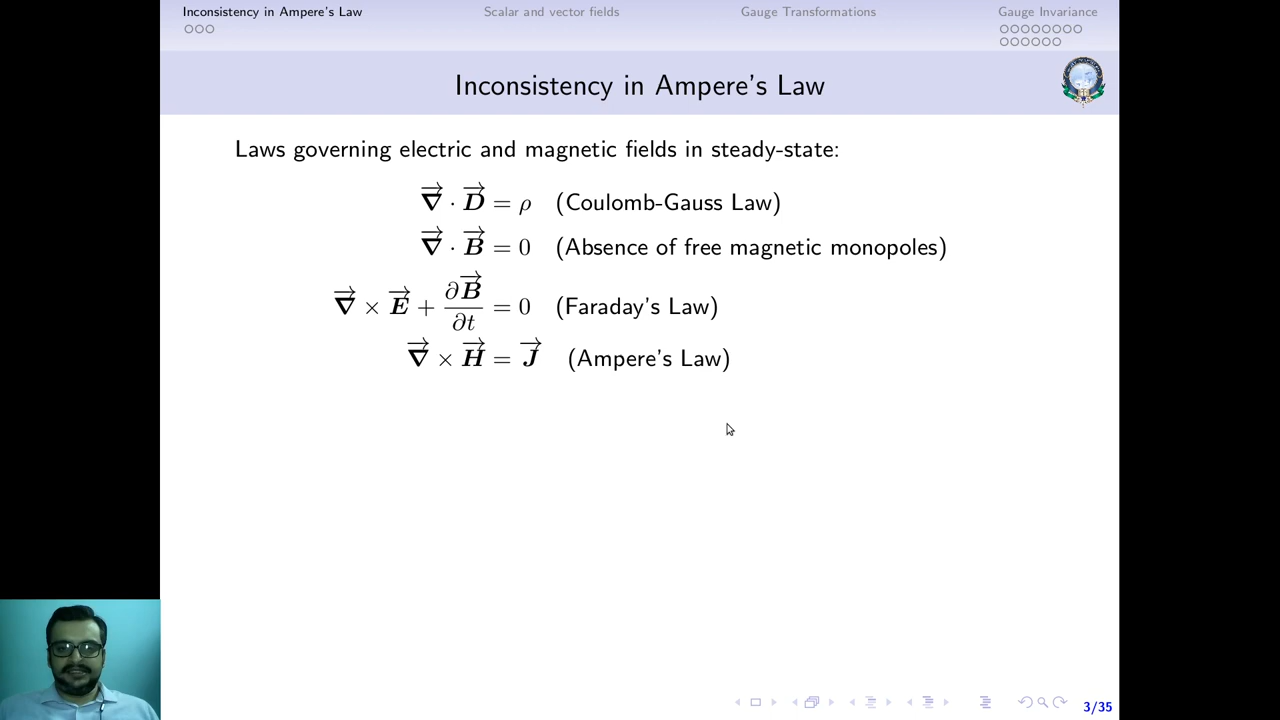 Inconsistency in Ampere's Law Scalar and vector fields Gauge Transformations Gauge Invariance
Inconsistency in Ampere's Law
Laws governing electric and magnetic fields in steady-state:
∇⃗ · D⃗ = ρ (Coulomb-Gauss Law)
∇⃗ · B⃗ = 0 (Absence of free magnetic monopoles)
∇⃗ × E⃗ + ∂B⃗/∂t = 0 (Faraday's Law)
∇⃗ × H⃗ = J⃗ (Ampere's Law)
3/35